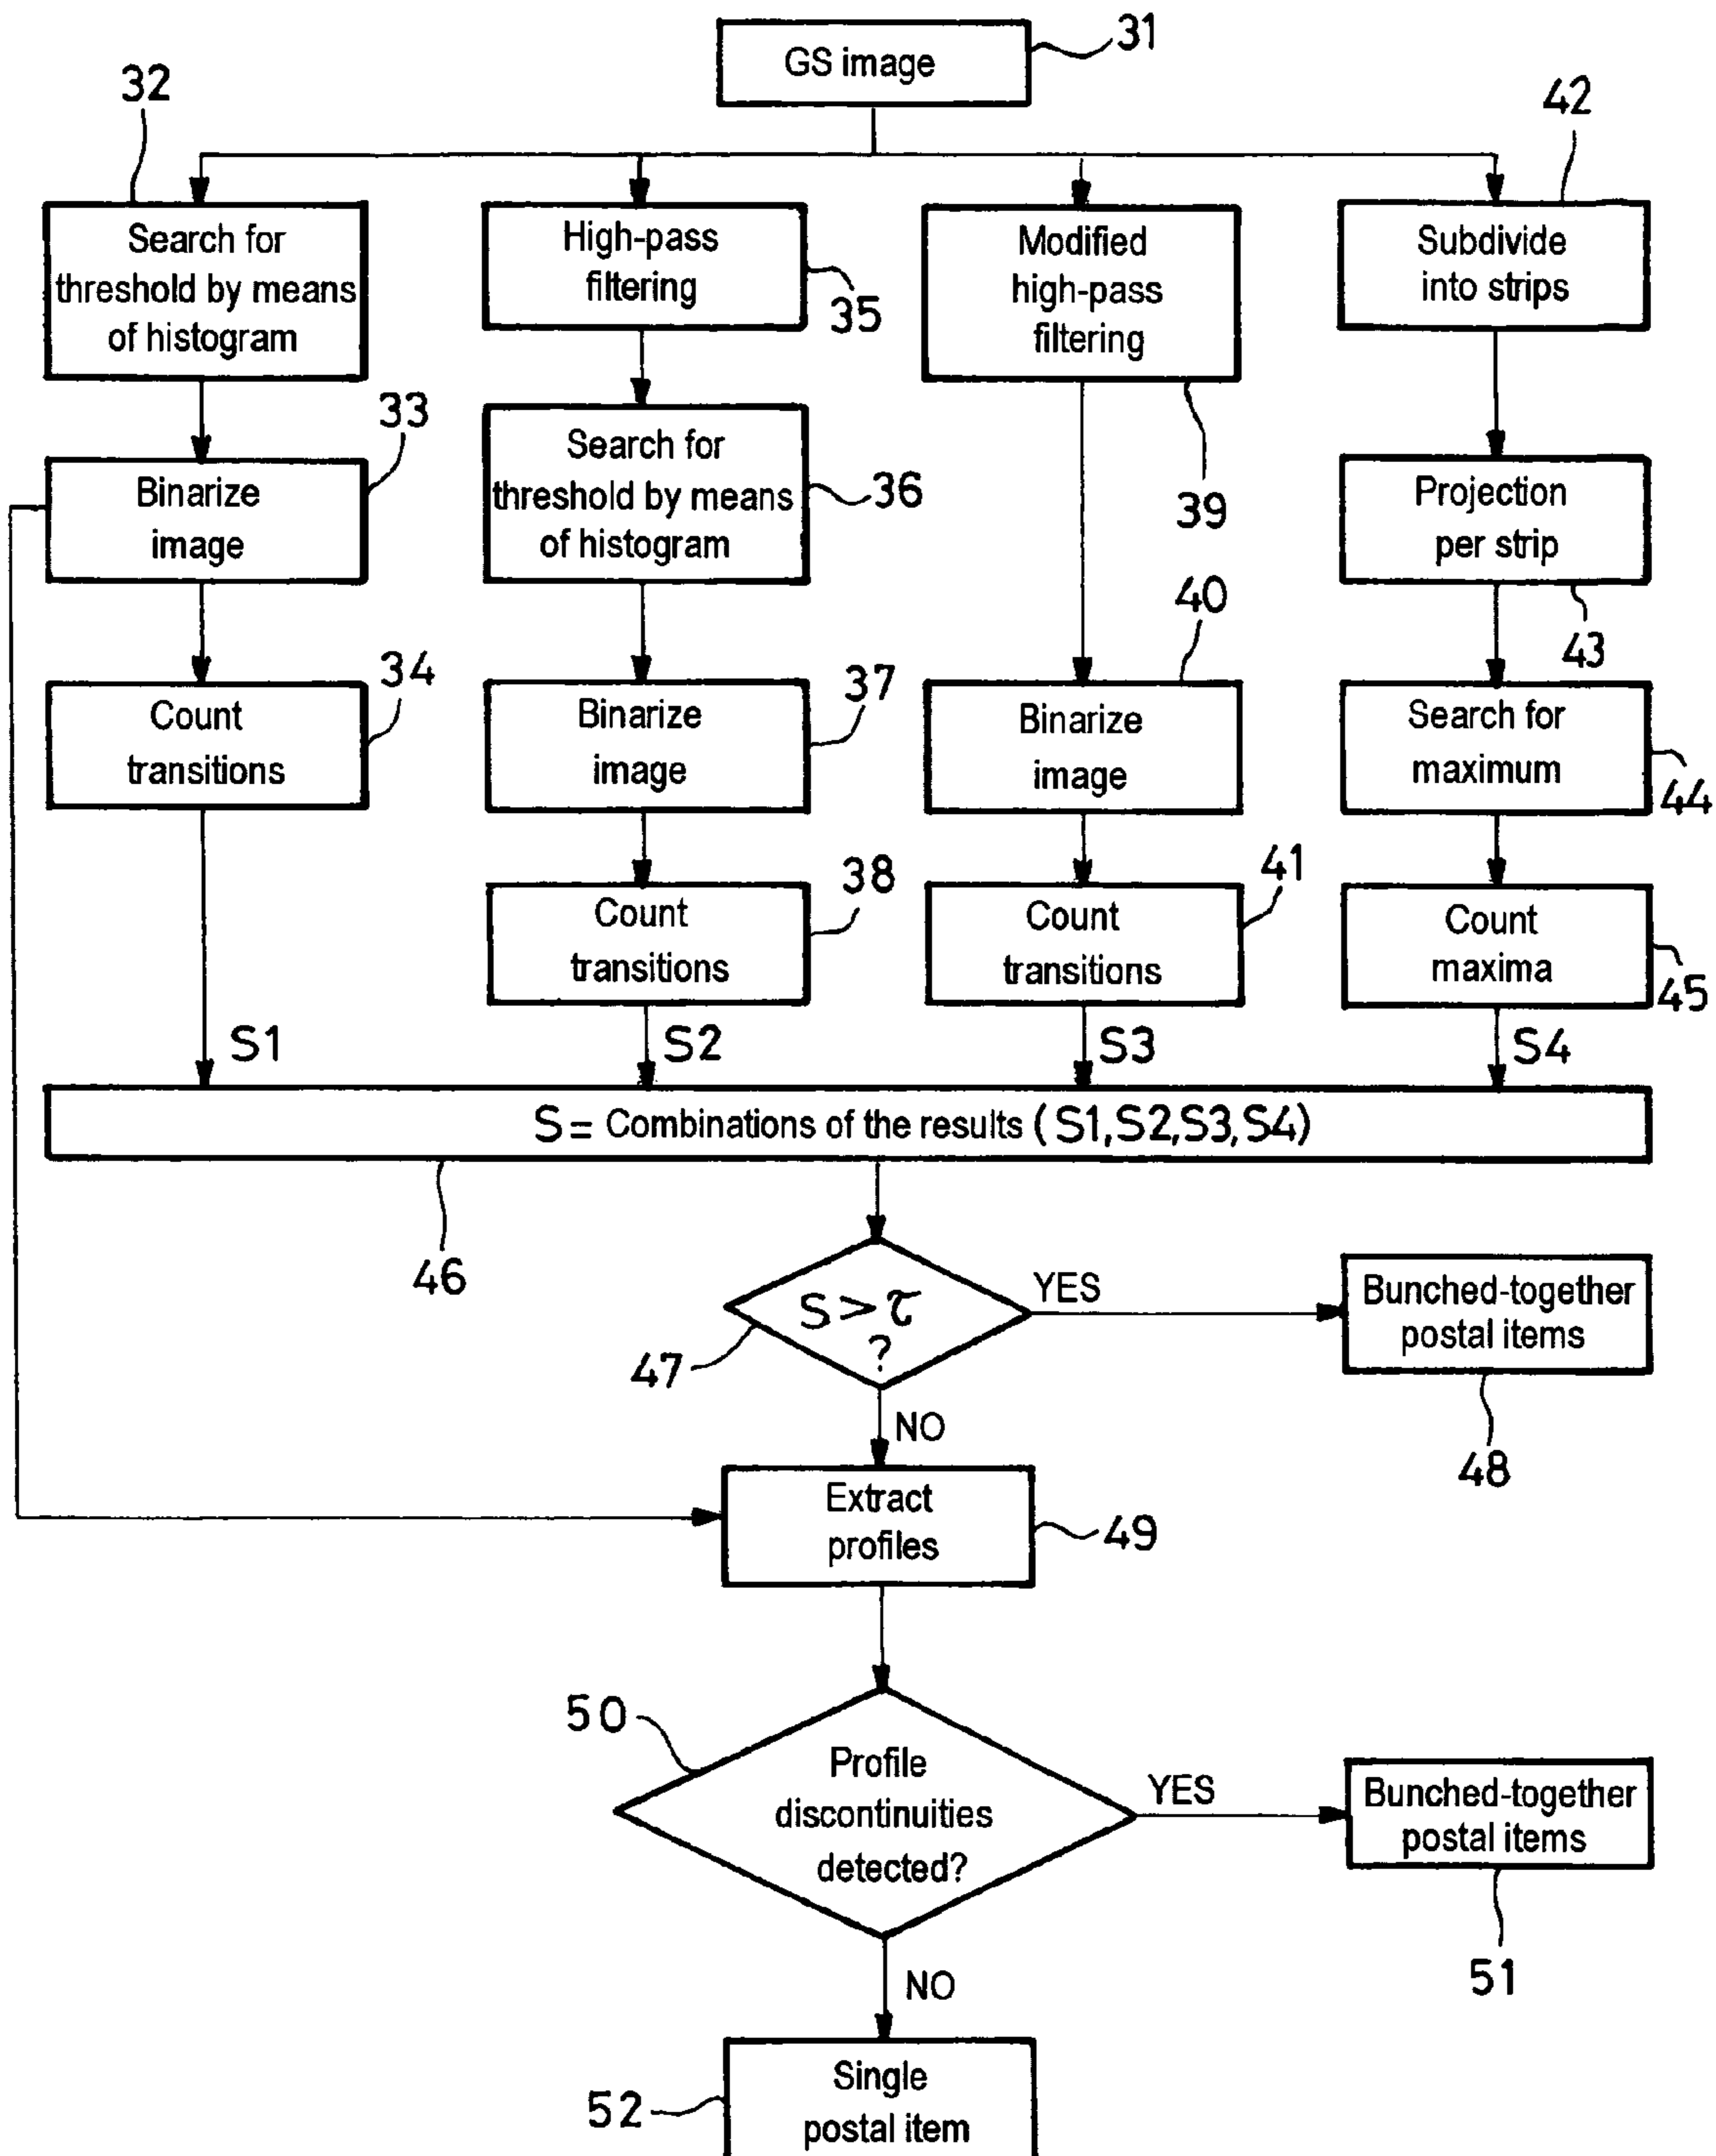 GS image
31
32
42
Search for
threshold by means
of histogram
High-pass
filtering
35
Modified
high-pass
filtering
39
Subdivide
into strips
33
Binarize
image
Search for
threshold by means
of histogram
36
Projection
per strip
43
34
Count
transitions
37
Binarize
image
40
Binarize
image
Search for
maximum
44
38
Count
transitions
41
Count
transitions
Count
maxima
45
S1
S2
S3
S4
S = Combinations of the results (S1,S2,S3,S4)
46
S > τ
?
47
YES
Bunched-together
postal items
48
NO
Extract
profiles
49
50
Profile
discontinuities
detected?
YES
Bunched-together
postal items
51
NO
Single
postal item
52